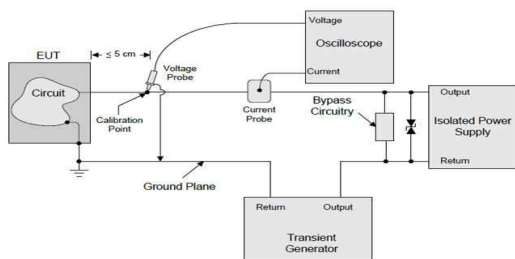 Voltage
Oscilloscope
Current
EUT
≤ 5 cm
Voltage
Probe
Circuit
Calibration
Point
Current
Probe
Bypass
Circuitry
Output
Isolated Power
Supply
Return
Ground Plane
Return
Output
Transient
Generator